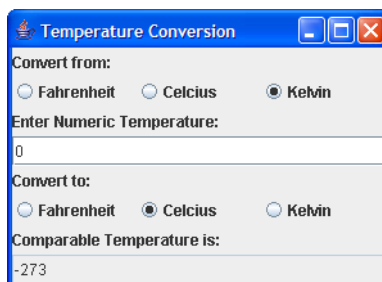 Temperature Conversion
Convert from:
Fahrenheit Celcius Kelvin
Enter Numeric Temperature:
0
Convert to:
Fahrenheit Celcius Kelvin
Comparable Temperature is:
-273